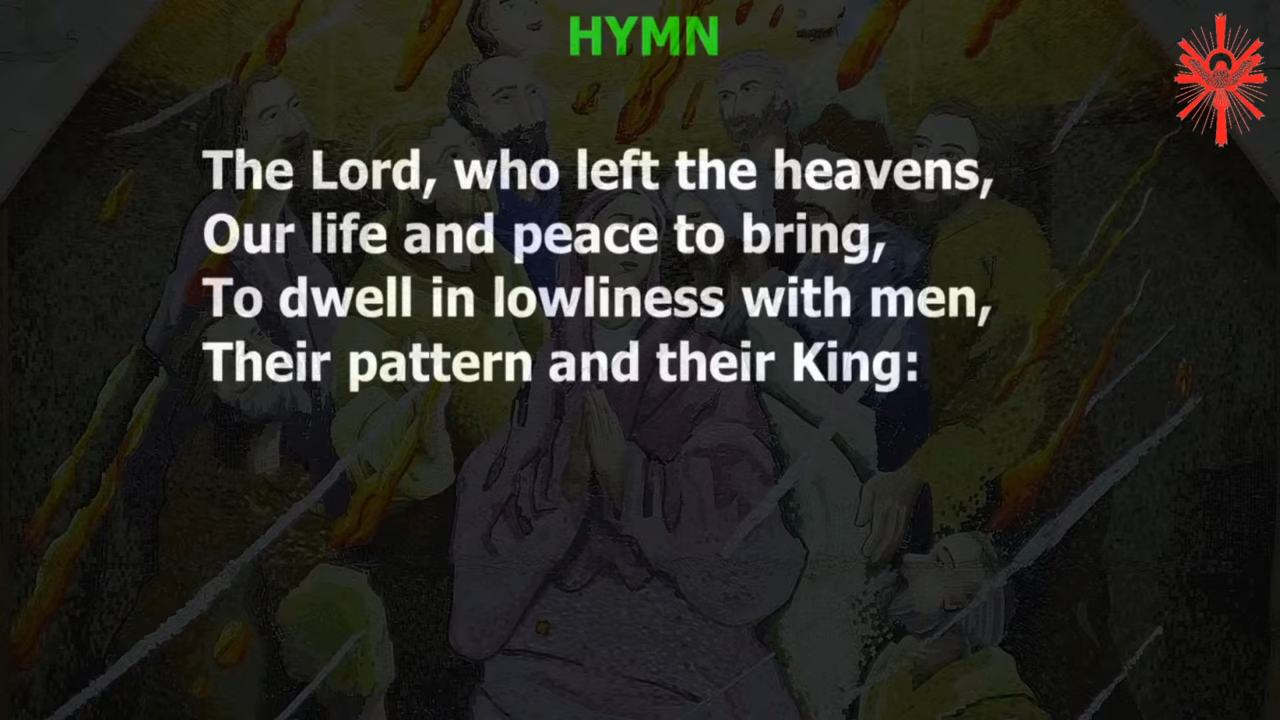 HYMN
The Lord, who left the heavens,
Our life and peace to bring,
To dwell in lowliness with men,
Their pattern and their King: